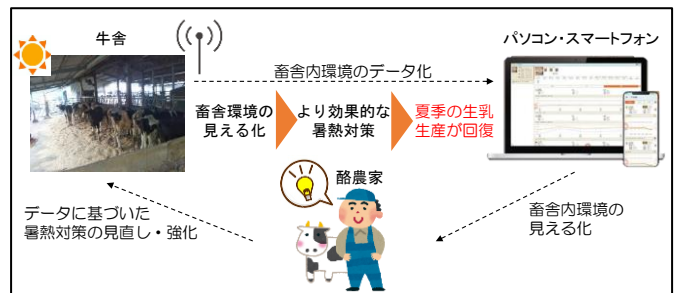 牛舎
パソコン・スマートフォン
畜舎内環境のデータ化
畜舎環境の
見える化
より効果的な
暑熱対策
夏季の生乳
生産が回復
酪農家
データに基づいた
暑熱対策の見直し・強化
畜舎内環境の
見える化